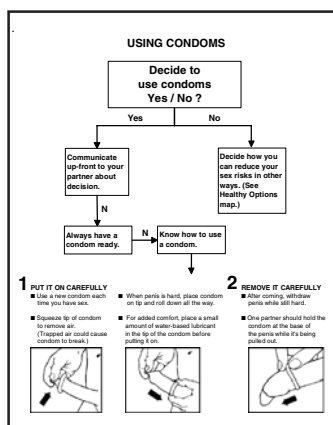 USING CONDOMS
Decide to
use condoms
Yes / No ?
Yes
No
Communicate
up-front to your
partner about
decision.
Decide how you
can reduce your
sex risks in other
ways. (See
Healthy Options
map.)
N
Always have a
condom ready.
N
Know how to use
a condom.
1 PUT IT ON CAREFULLY
■ Use a new condom each
time you have sex.
■ Squeeze tip of condom
to remove air.
(Trapped air could cause
condom to break.)
■ When penis is hard, place condom
on tip and roll down all the way.
■ For added comfort, place a small
amount of water-based lubricant
in the tip of the condom before
putting it on.
2 REMOVE IT CAREFULLY
■ After coming, withdraw
penis while still hard.
■ One partner should hold the
condom at the base of
the penis while it's being
pulled out.